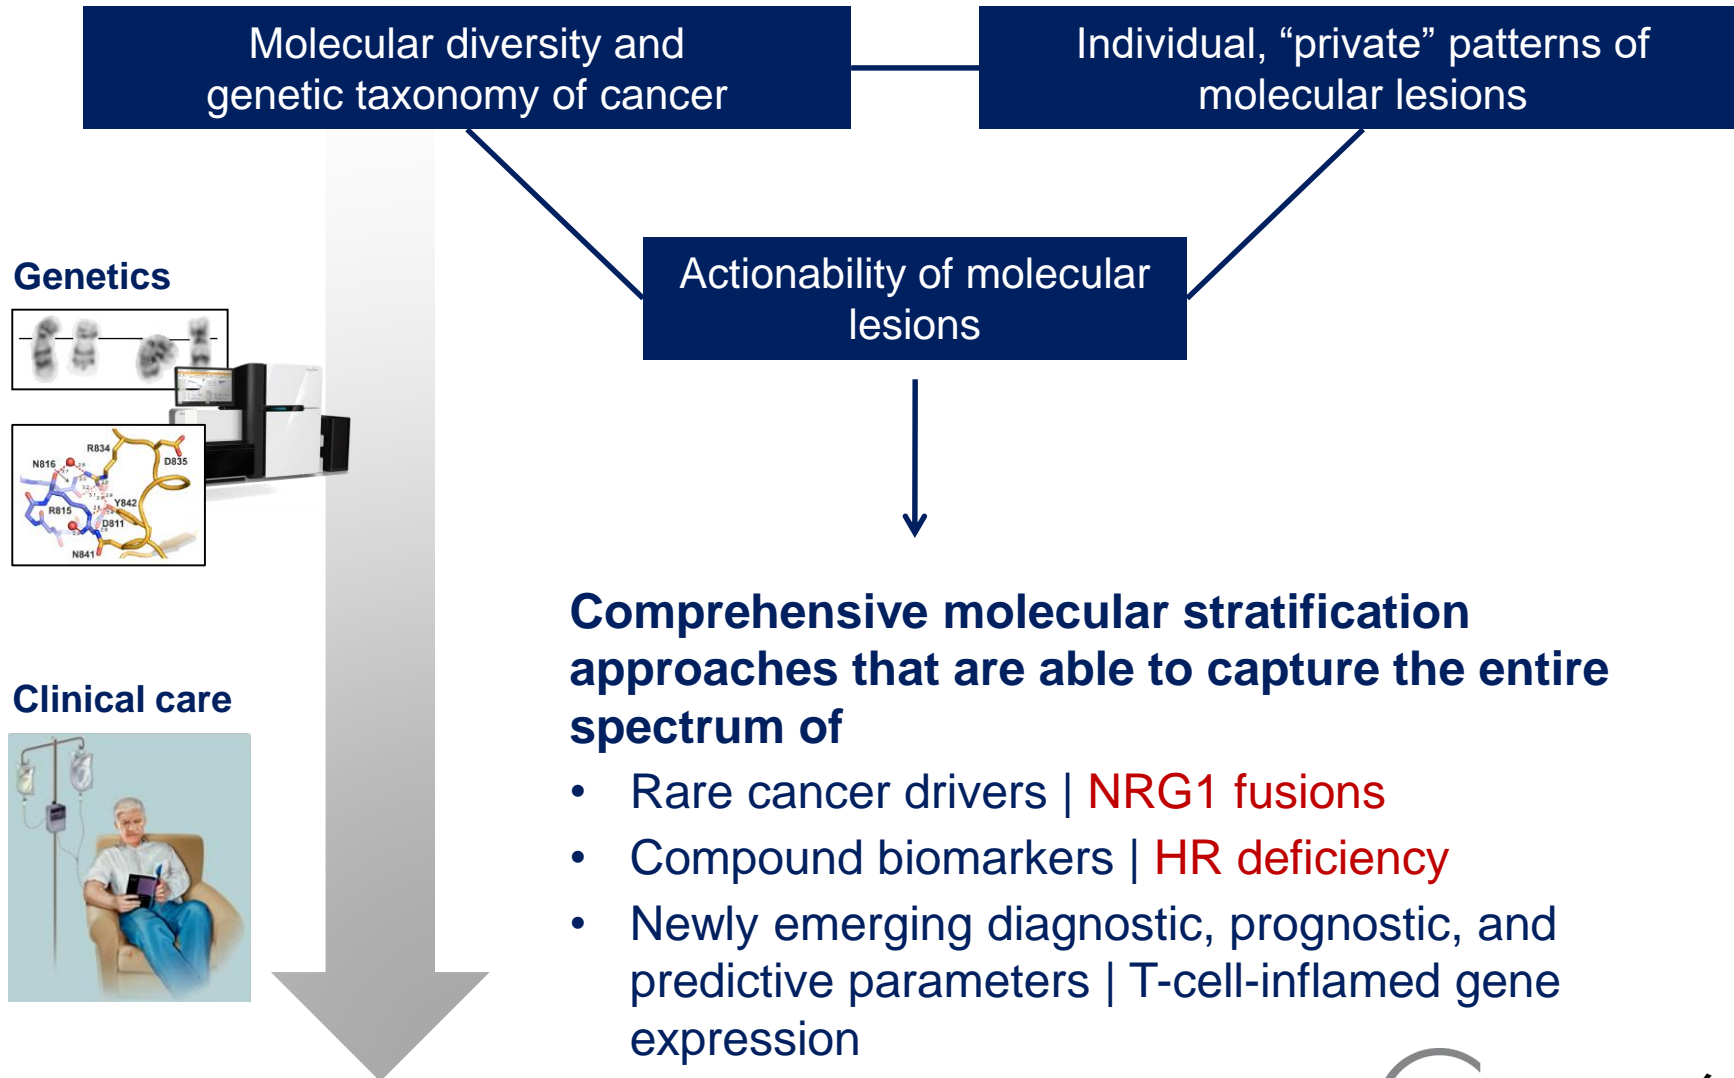 Molecular diversity and
genetic taxonomy of cancer
Individual, “private” patterns of
molecular lesions
Actionability of molecular
lesions
Genetics
N816
R834
D835
R815
Y842
D811
N841
Clinical care
Comprehensive molecular stratification
approaches that are able to capture the entire
spectrum of
• Rare cancer drivers | NRG1 fusions
• Compound biomarkers | HR deficiency
• Newly emerging diagnostic, prognostic, and
predictive parameters | T-cell-inflamed gene
expression